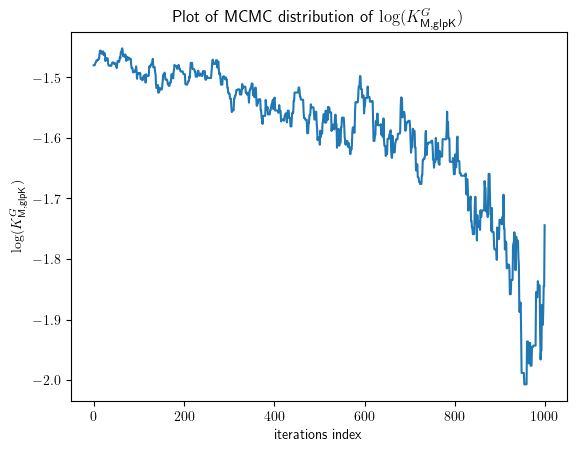 Plot of MCMC distribution of log(K^G_M,glpK)
−1.5
−1.6
−1.7
−1.8
−1.9
−2.0
log(K^G_M,glpK)
0 200 400 600 800 1000
iterations index